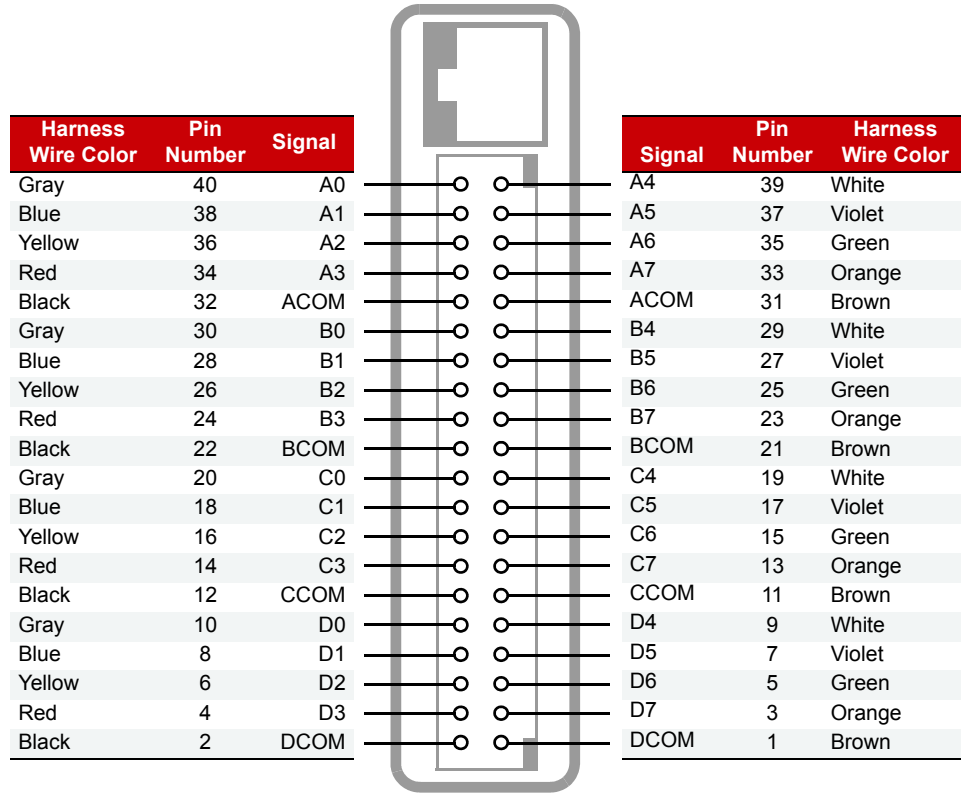 Harness Wire Color Pin Number Signal Signal Pin Number Harness Wire Color
Gray 40 A0 A4 39 White
Blue 38 A1 A5 37 Violet
Yellow 36 A2 A6 35 Green
Red 34 A3 A7 33 Orange
Black 32 ACOM ACOM 31 Brown
Gray 30 B0 B4 29 White
Blue 28 B1 B5 27 Violet
Yellow 26 B2 B6 25 Green
Red 24 B3 B7 23 Orange
Black 22 BCOM BCOM 21 Brown
Gray 20 C0 C4 19 White
Blue 18 C1 C5 17 Violet
Yellow 16 C2 C6 15 Green
Red 14 C3 C7 13 Orange
Black 12 CCOM CCOM 11 Brown
Gray 10 D0 D4 9 White
Blue 8 D1 D5 7 Violet
Yellow 6 D2 D6 5 Green
Red 4 D3 D7 3 Orange
Black 2 DCOM DCOM 1 Brown